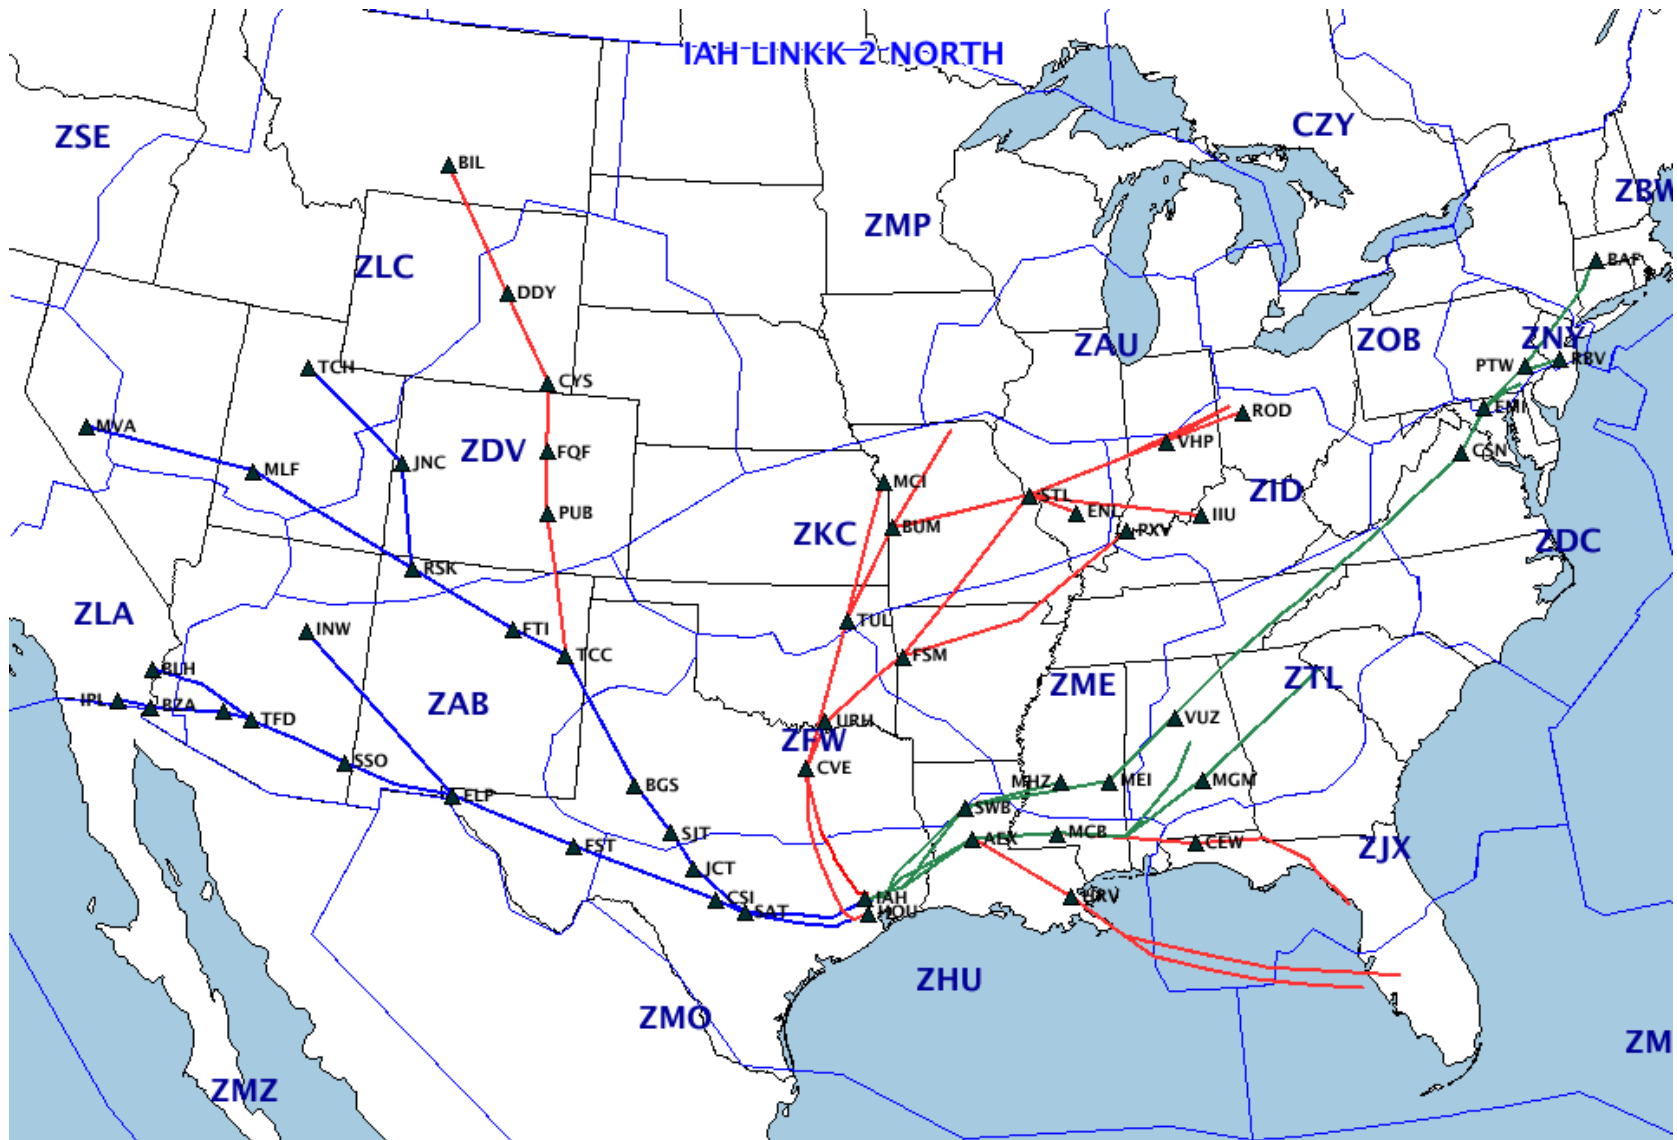 IAH LINKK 2 NORTH
CZY
ZSE
BIL
ZBW
ZMP
BAF
ZLC
DDY
ZAU
ZOB
ZNY
RBV
PTW
TCH
CYS
EMI
ROD
MVA
VHP
ZDV
FQF
CSN
MLF
JNC
MCI
ZID
STL
PUB
ENL
IIU
ZKC
BUM
PXV
ZDC
RSK
ZLA
INW
FTI
TUL
TCC
FSM
BLH
ZME
ZTL
IPL
BZA
TFD
ZAB
URH
VUZ
ZFW
SSO
CVE
MHZ
MEI
MGM
ELP
BGS
SWB
SJT
AEX
MCB
CEW
FST
ZJX
JCT
CSI
SAT
IAH
HOU
HRV
ZHU
ZMO
ZM
ZMZ